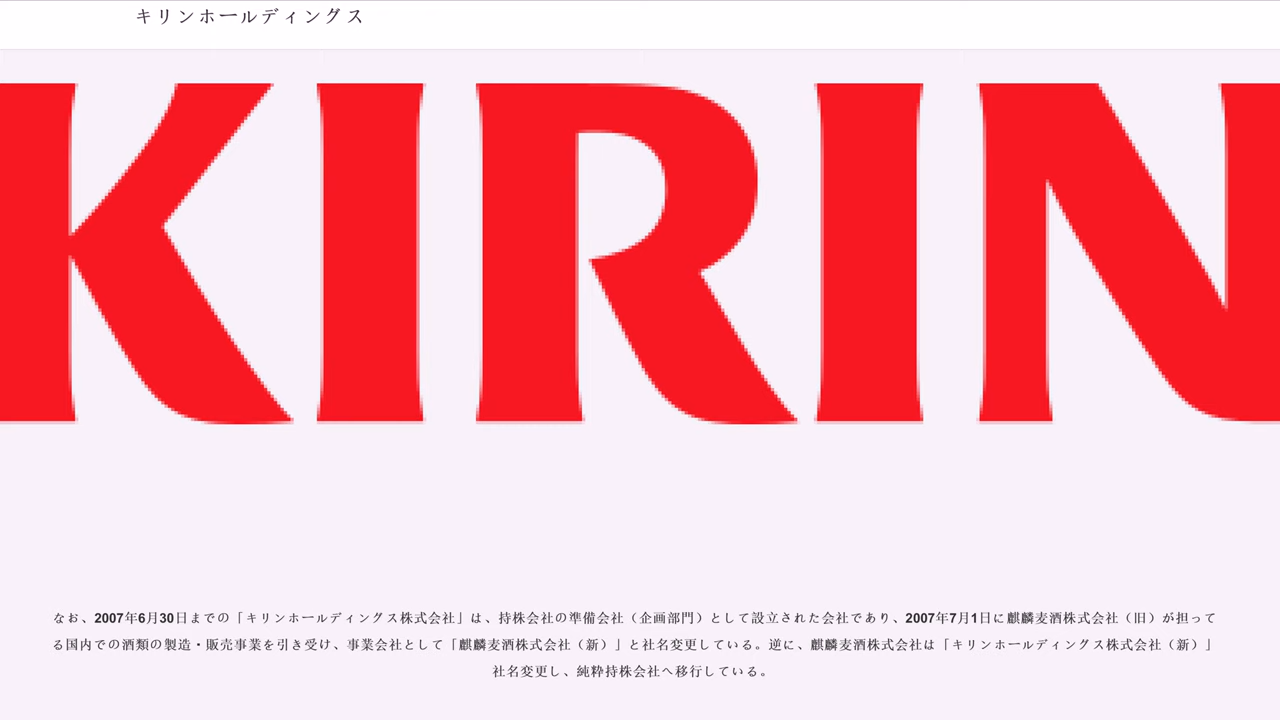 キリンホールディングス
KIRIN
なお、2007年6月30日までの「キリンホールディングス株式会社」は、持株会社の準備会社（企画部門）として設立された会社であり、2007年7月1日に麒麟麦酒株式会社（旧）が担って
る国内での酒類の製造・販売事業を引き受け、事業会社として「麒麟麦酒株式会社（新）」と社名変更している。逆に、麒麟麦酒株式会社は「キリンホールディングス株式会社（新）」
社名変更し、純粋持株会社へ移行している。